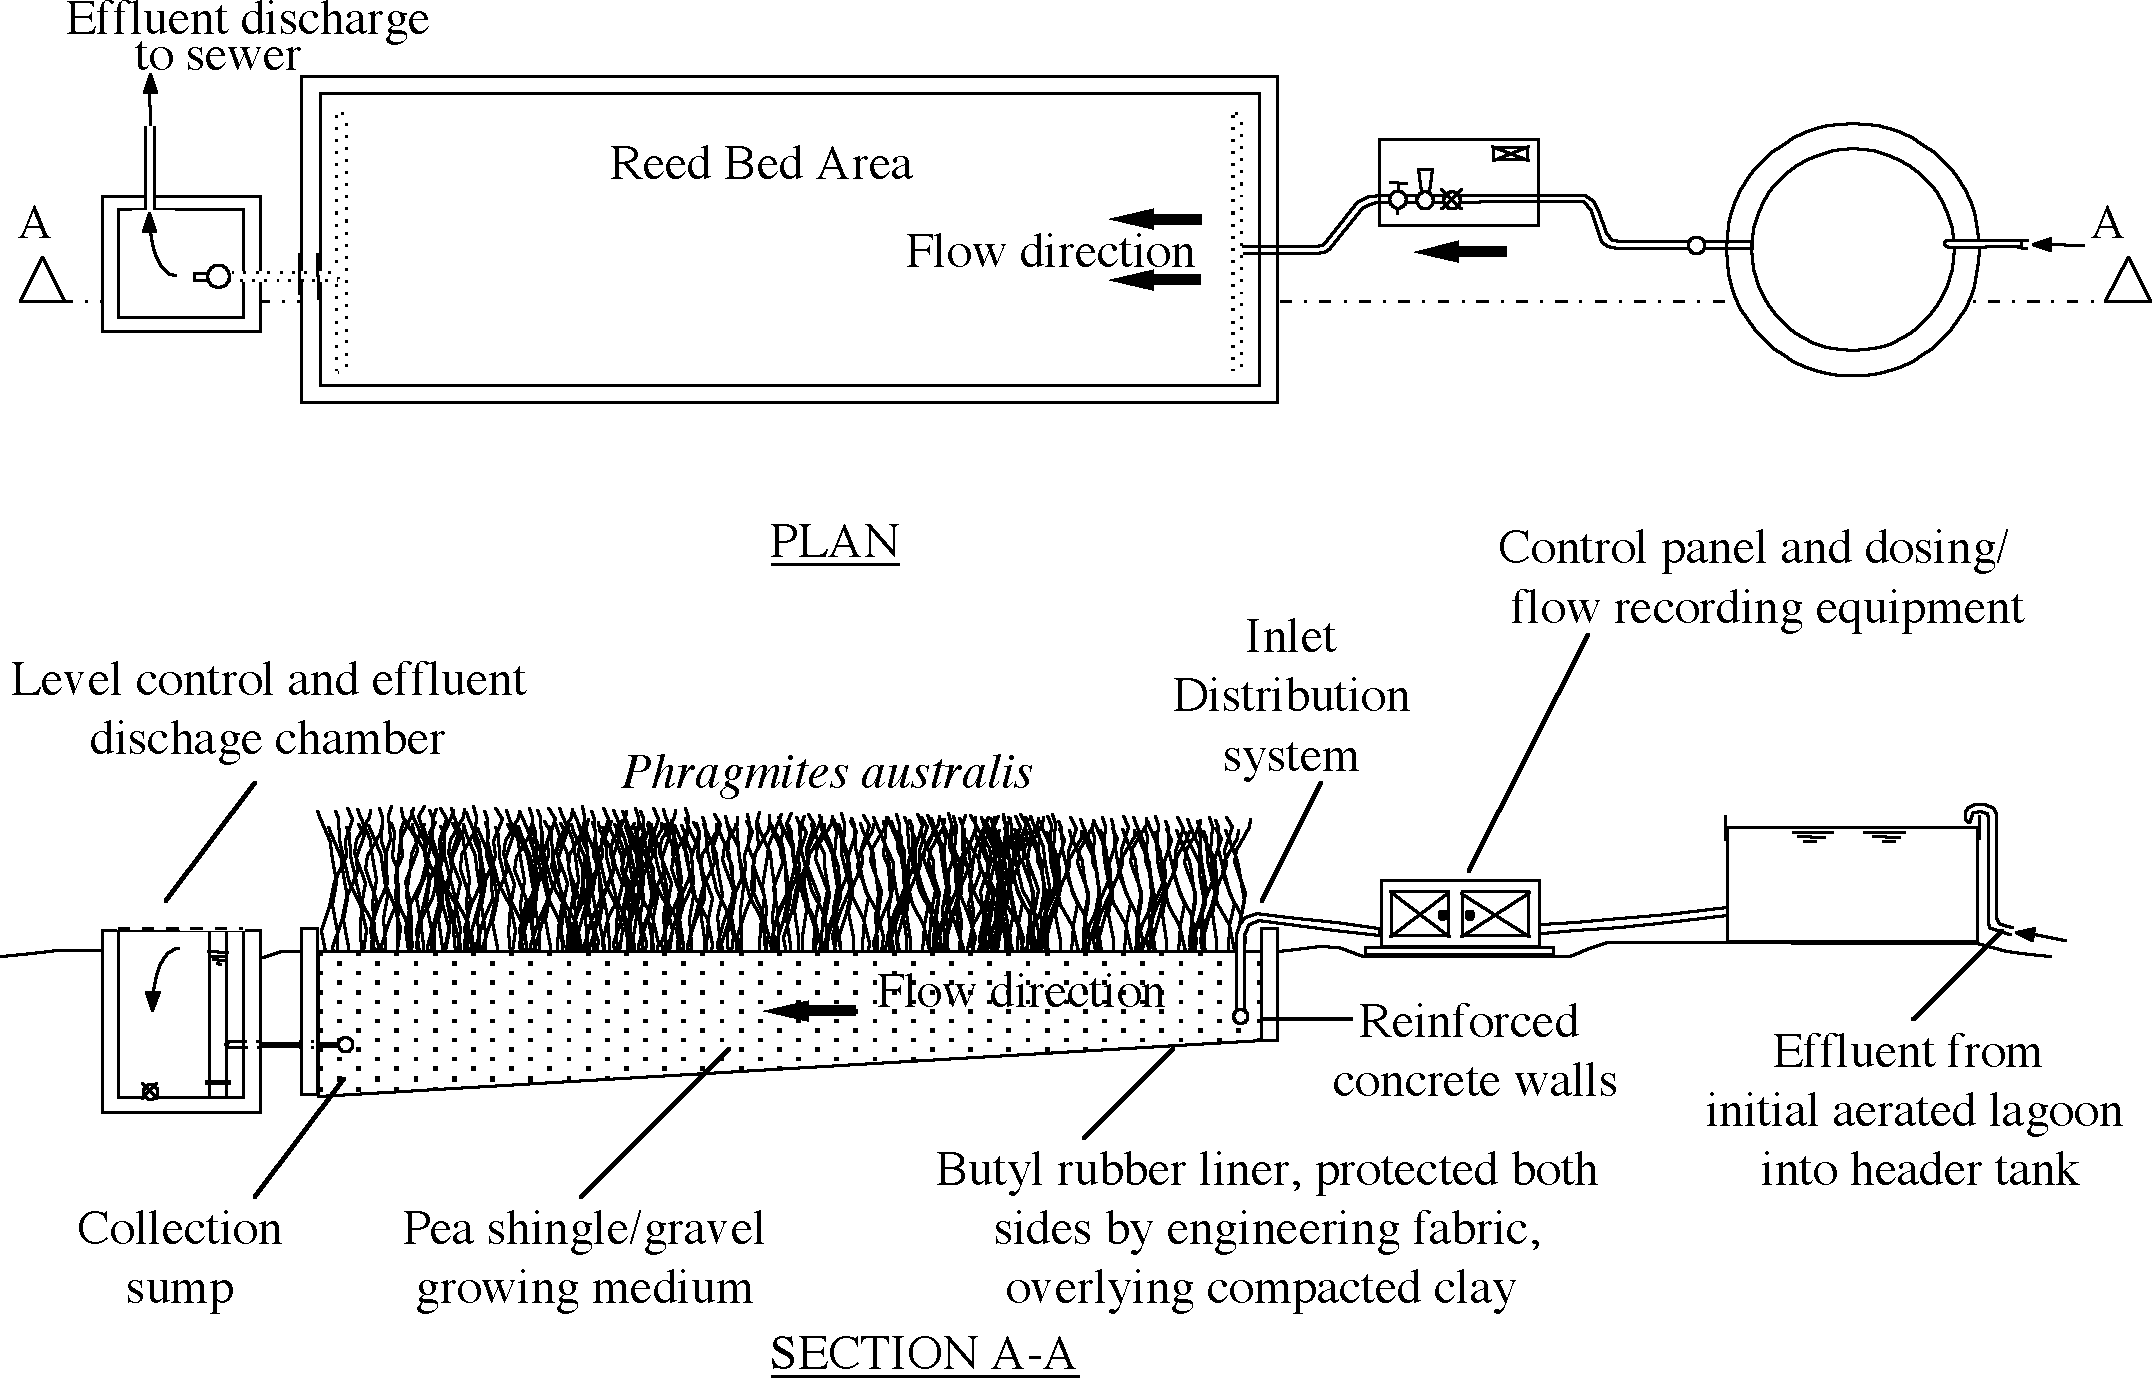 Effluent discharge
to sewer
Reed Bed Area
A
Flow direction
A
PLAN
Control panel and dosing/
flow recording equipment
Inlet
Distribution
system
Level control and effluent
dischage chamber
Phragmites australis
Flow direction
Reinforced
concrete walls
Effluent from
initial aerated lagoon
into header tank
Butyl rubber liner, protected both
sides by engineering fabric,
overlying compacted clay
Collection
sump
Pea shingle/gravel
growing medium
SECTION A-A